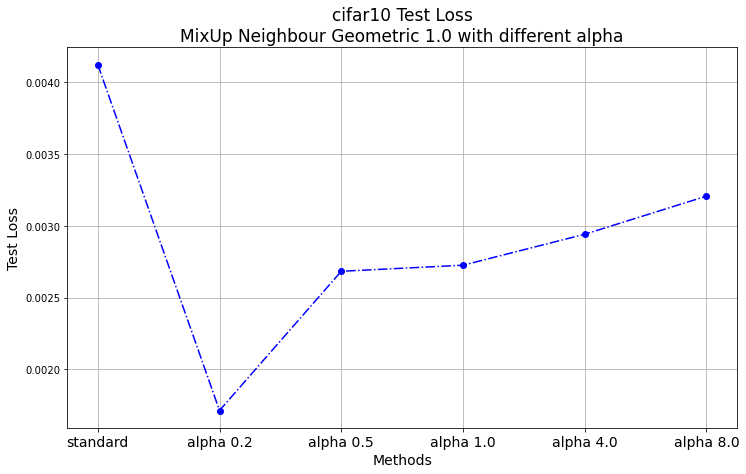 cifar10 Test Loss
MixUp Neighbour Geometric 1.0 with different alpha
Test Loss
0.0040
0.0035
0.0030
0.0025
0.0020
standard alpha 0.2 alpha 0.5 alpha 1.0 alpha 4.0 alpha 8.0
Methods